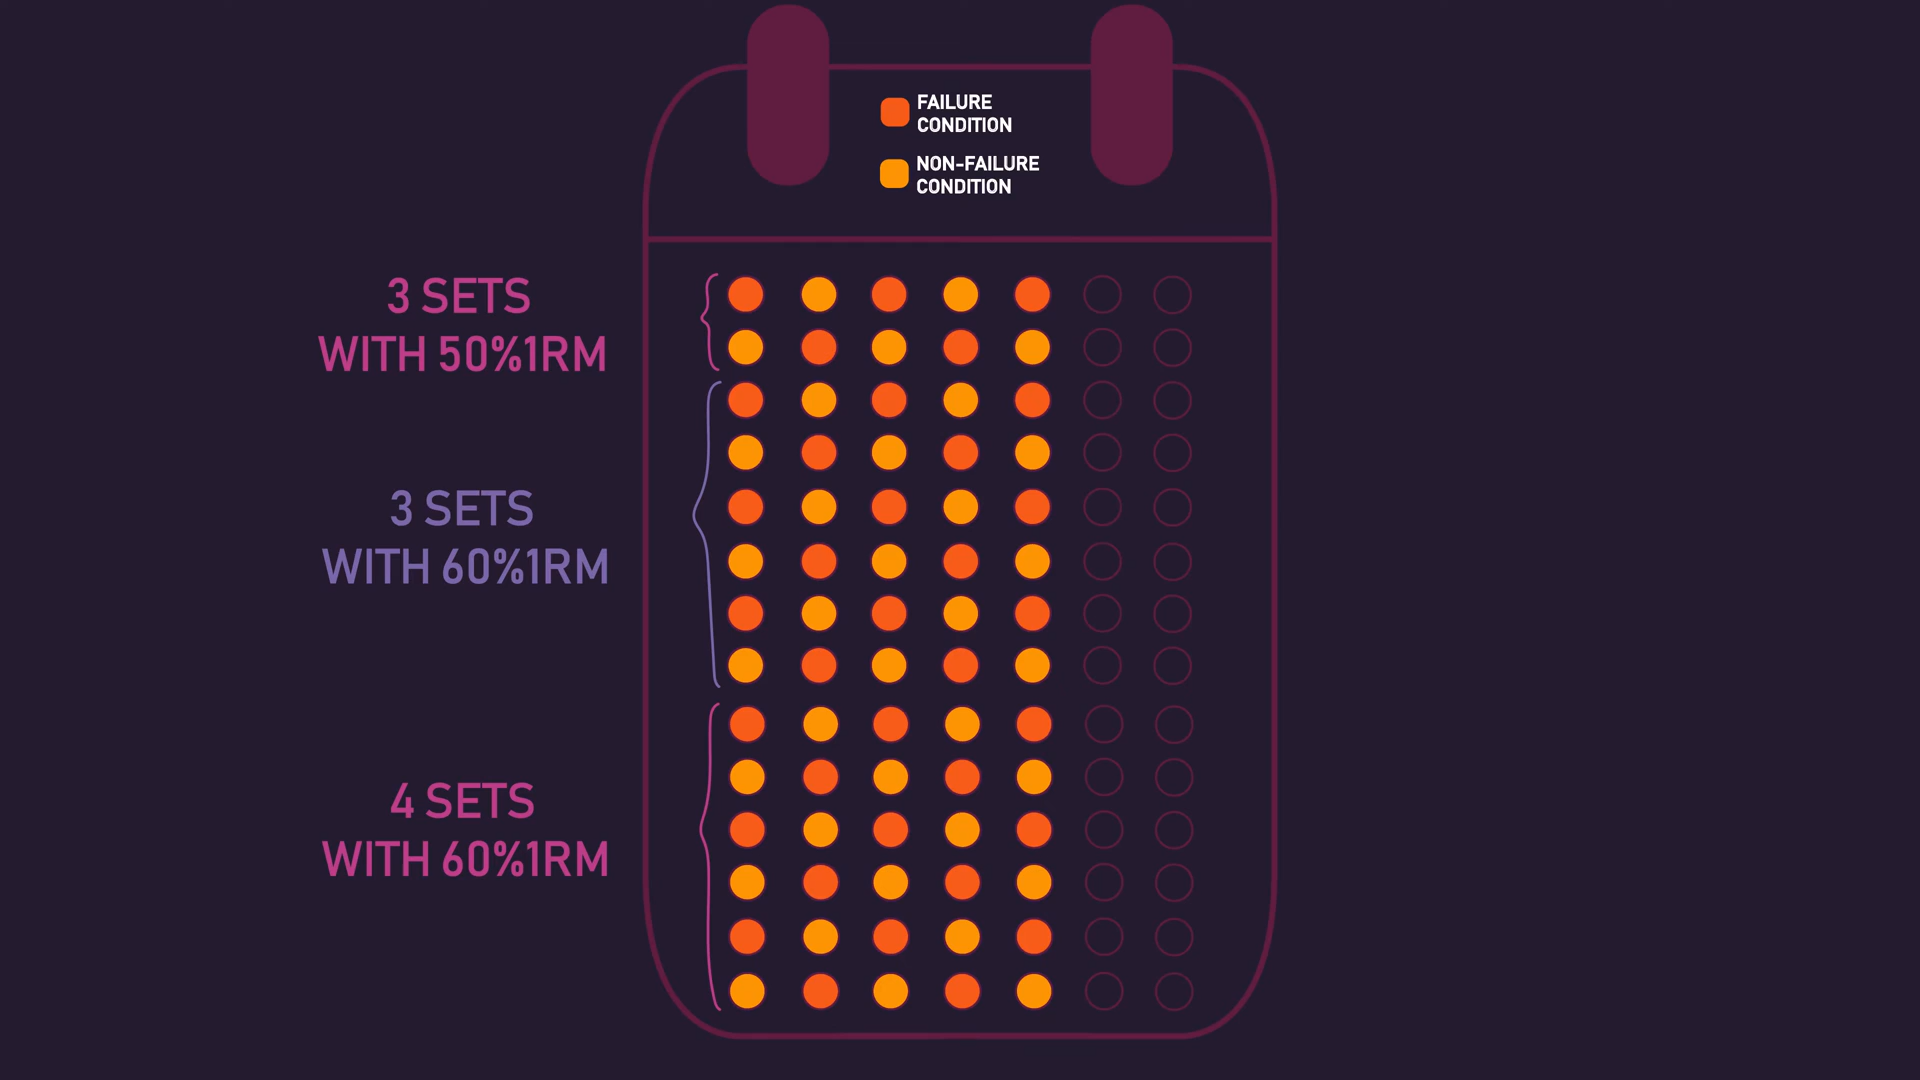 FAILURE
CONDITION
NON-FAILURE
CONDITION
3 SETS
WITH 50%1RM
3 SETS
WITH 60%1RM
4 SETS
WITH 60%1RM